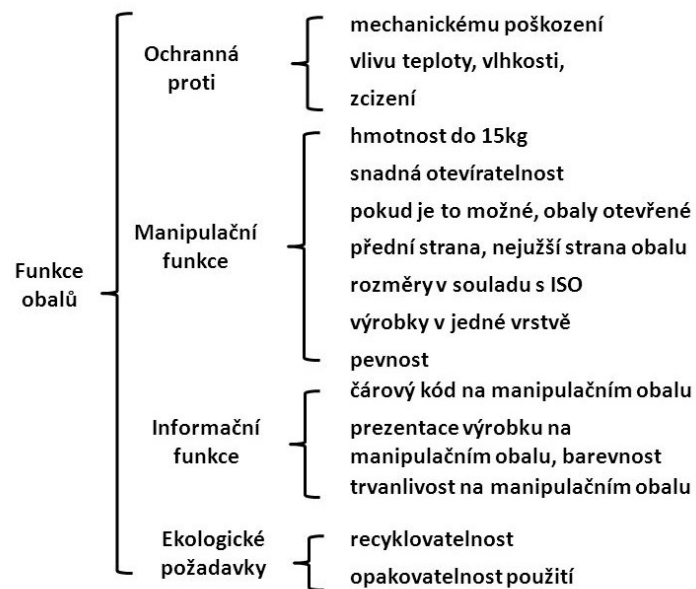 Funkce
obalů
Ochranná
proti
mechanickému poškození
vlivu teploty, vlhkosti,
zcizení
Manipulační
funkce
hmotnost do 15kg
snadná otevíratelnost
pokud je to možné, obaly otevřené
přední strana, nejužší strana obalu
rozměry v souladu s ISO
výrobky v jedné vrstvě
pevnost
Informační
funkce
čárový kód na manipulačním obalu
prezentace výrobku na
manipulačním obalu, barevnost
trvanlivost na manipulačním obalu
Ekologické
požadavky
recyklovatelnost
opakovatelnost použití